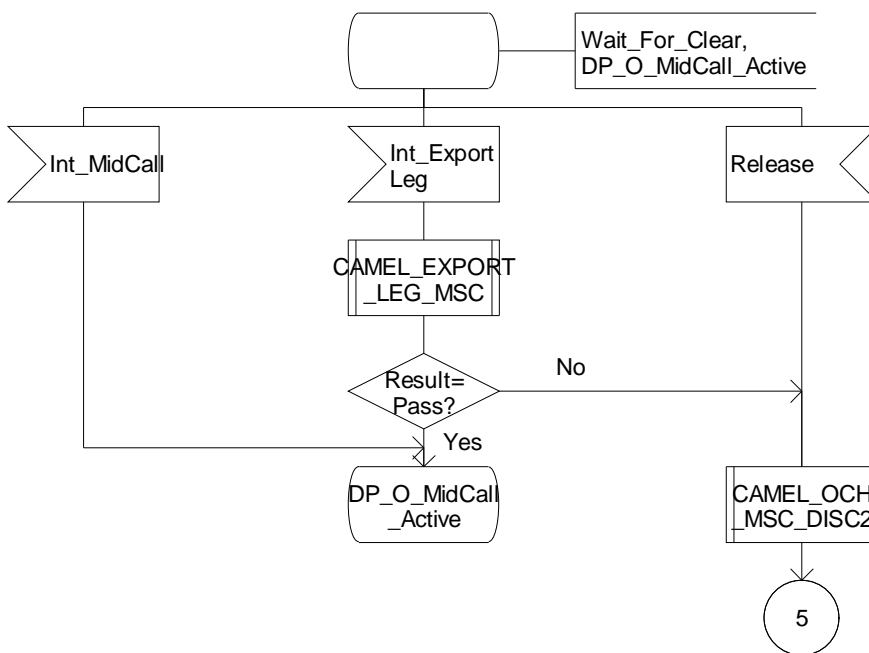 Wait_For_Clear,
DP_O_MidCall_Active
Int_MidCall
Int_Export
Leg
Release
CAMEL_EXPORT
_LEG_MSC
Result=
Pass?
No
Yes
DP_O_MidCall
_Active
CAMEL_OCH
_MSC_DISC2
5